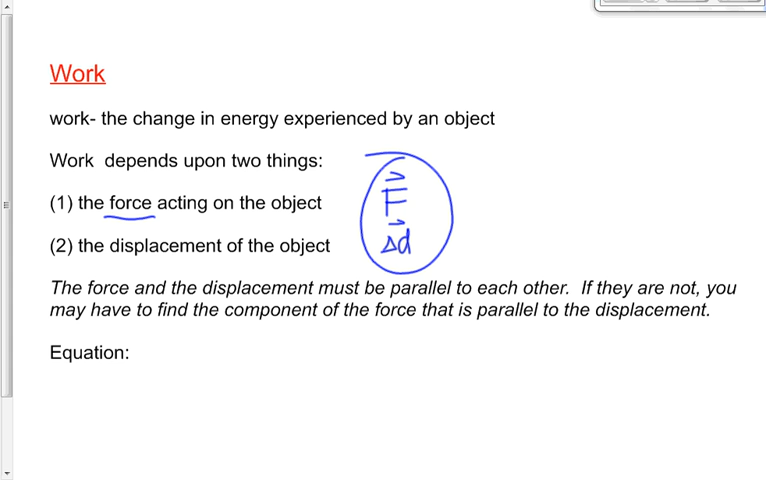 Work
work- the change in energy experienced by an object
Work depends upon two things:
(1) the force acting on the object
F⃗
(2) the displacement of the object
Δd⃗
The force and the displacement must be parallel to each other. If they are not, you
may have to find the component of the force that is parallel to the displacement.
Equation: